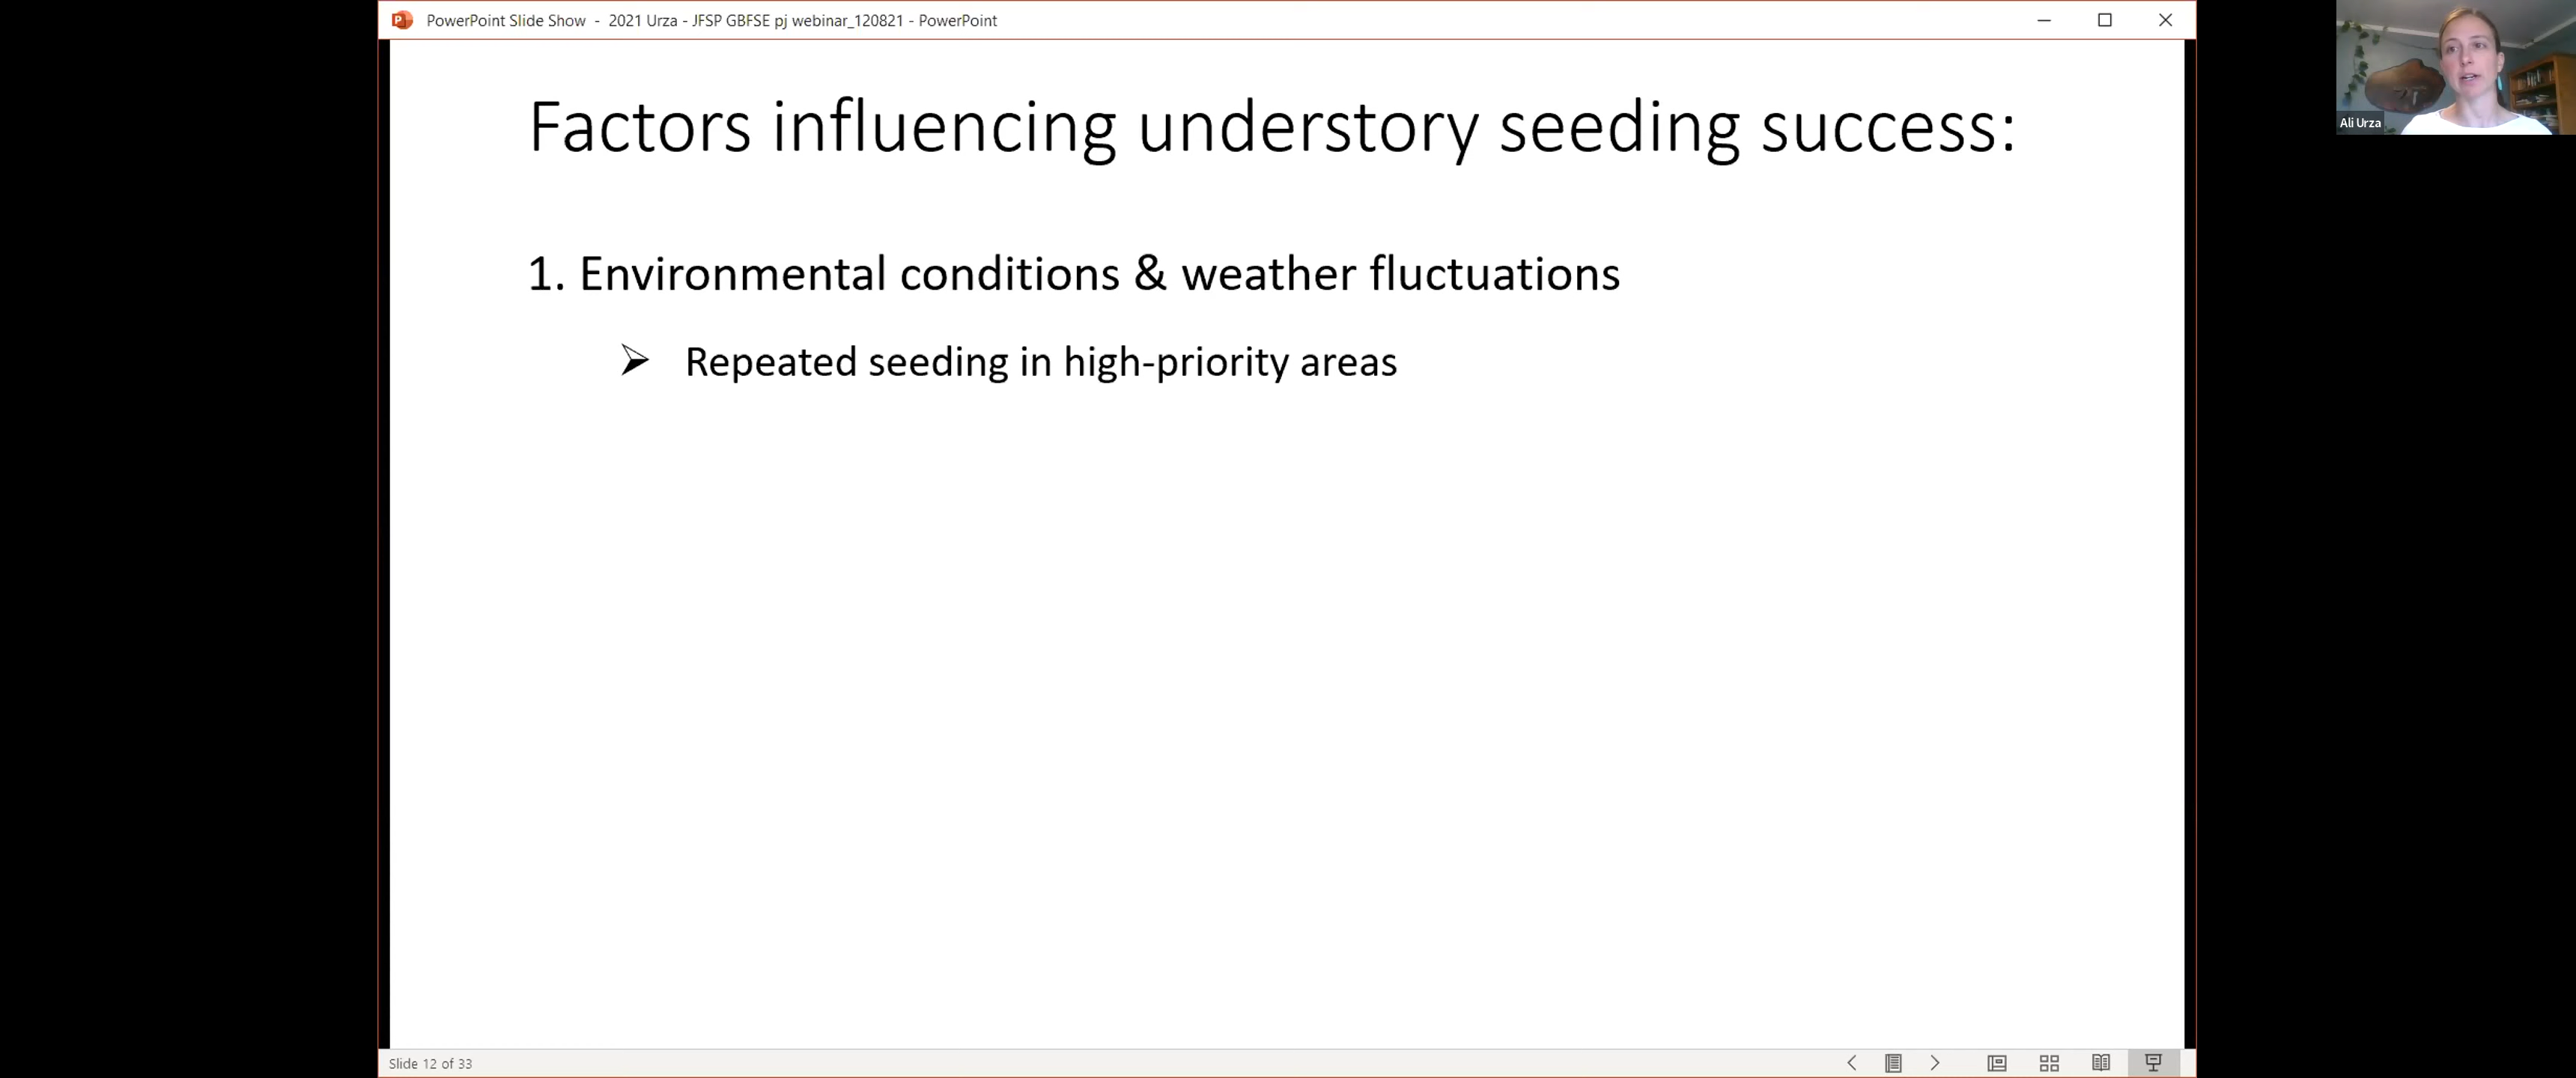 PowerPoint Slide Show - 2021 Urza - JFSP GBFSE pj webinar_120821 - PowerPoint
Ali Urza
Factors influencing understory seeding success:
1. Environmental conditions & weather fluctuations
➢ Repeated seeding in high-priority areas
Slide 12 of 33